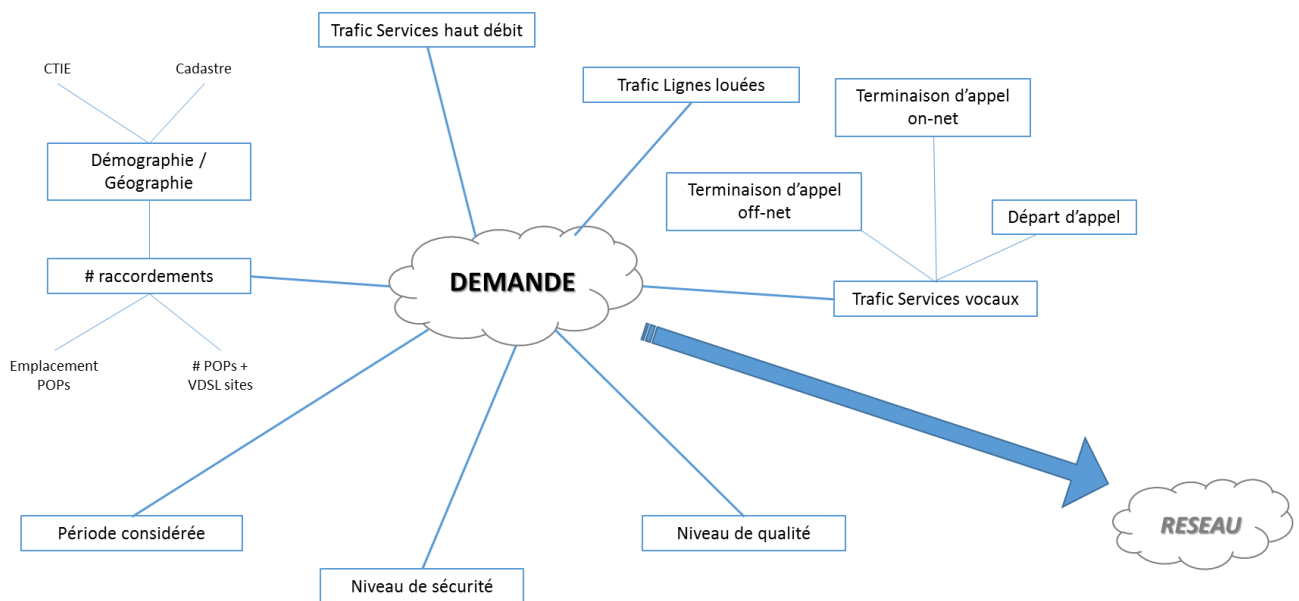 Trafic Services haut débit
CTIE
Cadastre
Trafic Lignes louées
Terminaison d’appel
on-net
Démographie /
Géographie
Terminaison d’appel
off-net
Départ d’appel
# raccordements
DEMANDE
Trafic Services vocaux
Emplacement
POPs
# POPs +
VDSL sites
Période considérée
Niveau de qualité
RESEAU
Niveau de sécurité